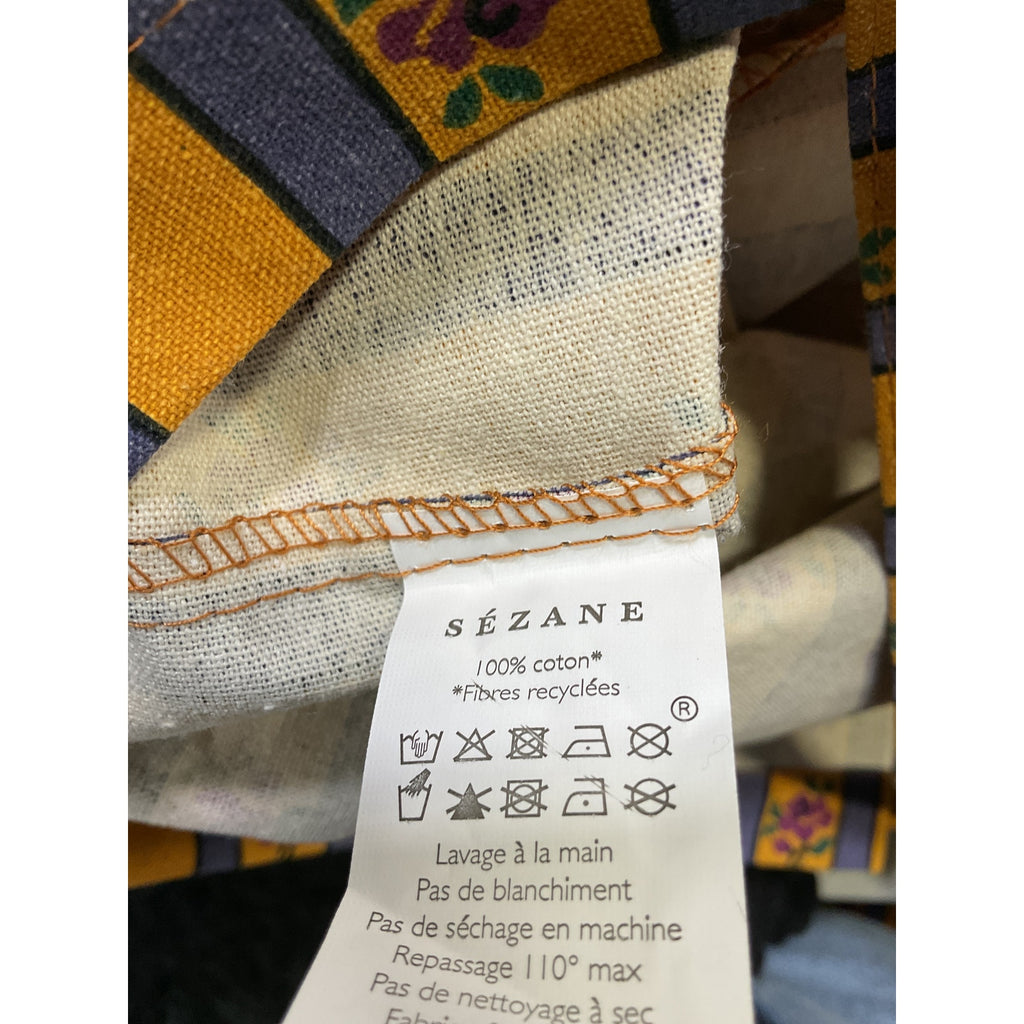 SÉZANE
100% coton*
*Fibres recyclées
®
Lavage à la main
Pas de blanchiment
Pas de séchage en machine
Repassage 110° max
Pas de nettoyage à sec